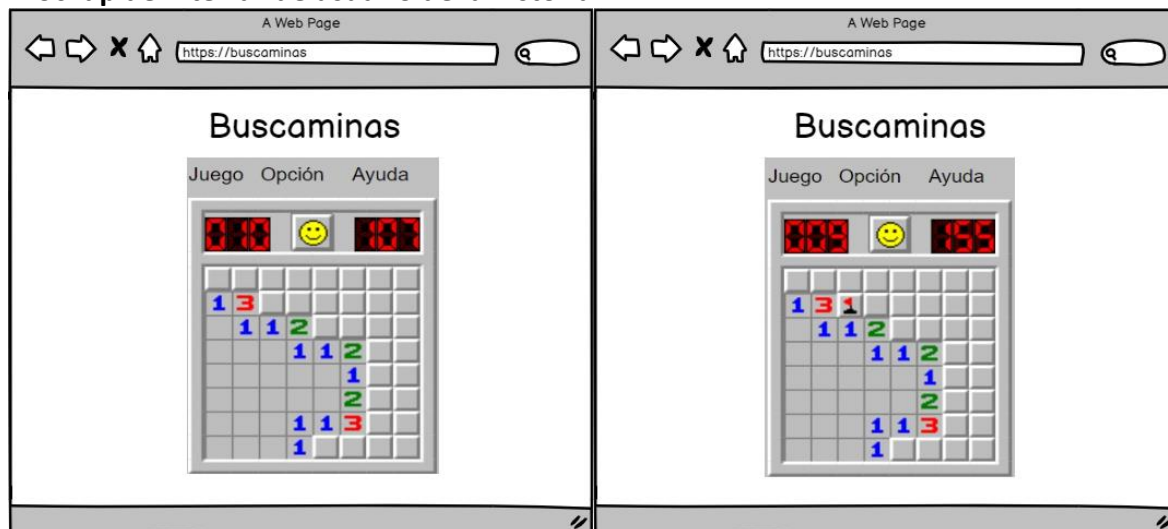 A Web Page
https://buscaminas
Buscaminas
Juego Opción Ayuda
010 107
1 3
1 1 2
1 1 2
1
2
1 1 3
1
A Web Page
https://buscaminas
Buscaminas
Juego Opción Ayuda
009 155
1 3
1 1 2
1 1 2
1
2
1 1 3
1